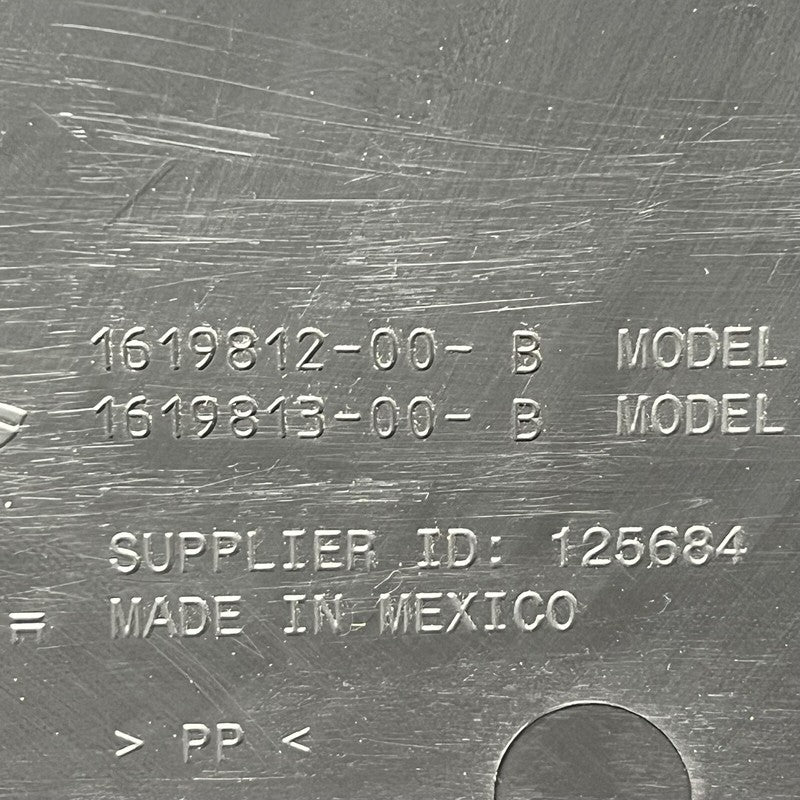 1619812-00- B MODEL
1619813-00- B MODEL
SUPPLIER ID: 125684
= MADE IN MEXICO
> PP <